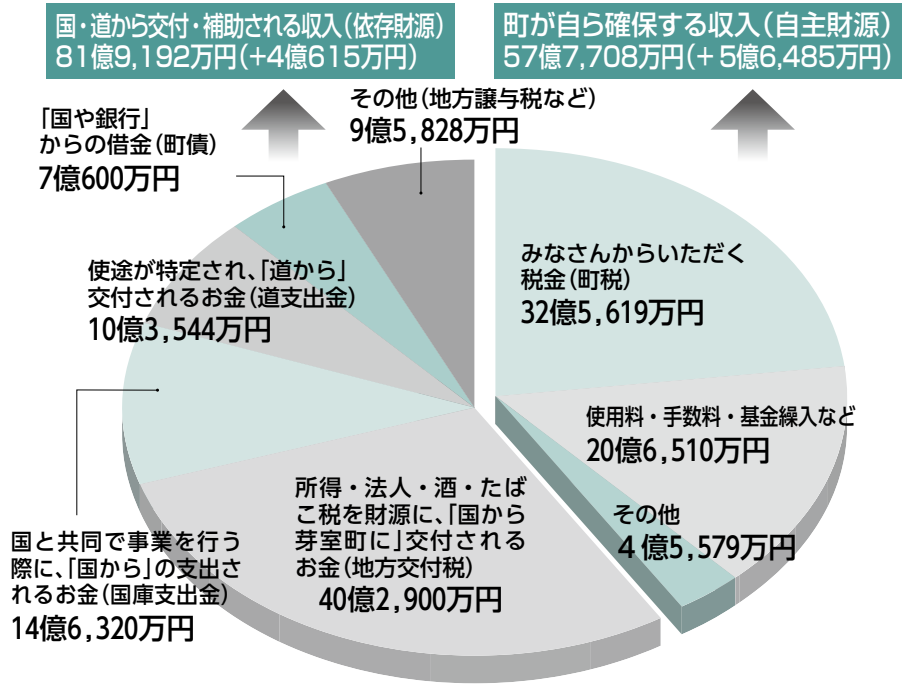 国・道から交付・補助される収入（依存財源）
81億9,192万円（+4億615万円）
町が自ら確保する収入（自主財源）
57億7,708万円（+5億6,485万円）
「国や銀行」
からの借金（町債）
7億600万円
その他（地方譲与税など）
9億5,828万円
使途が特定され、「道から」
交付されるお金（道支出金）
10億3,544万円
みなさんからいただく
税金（町税）
32億5,619万円
使用料・手数料・基金繰入など
20億6,510万円
その他
4億5,579万円
所得・法人・酒・たば
こ税を財源に、「国から
芽室町に」交付される
お金（地方交付税）
40億2,900万円
国と共同で事業を行う
際に、「国から」の支出さ
れるお金（国庫支出金）
14億6,320万円